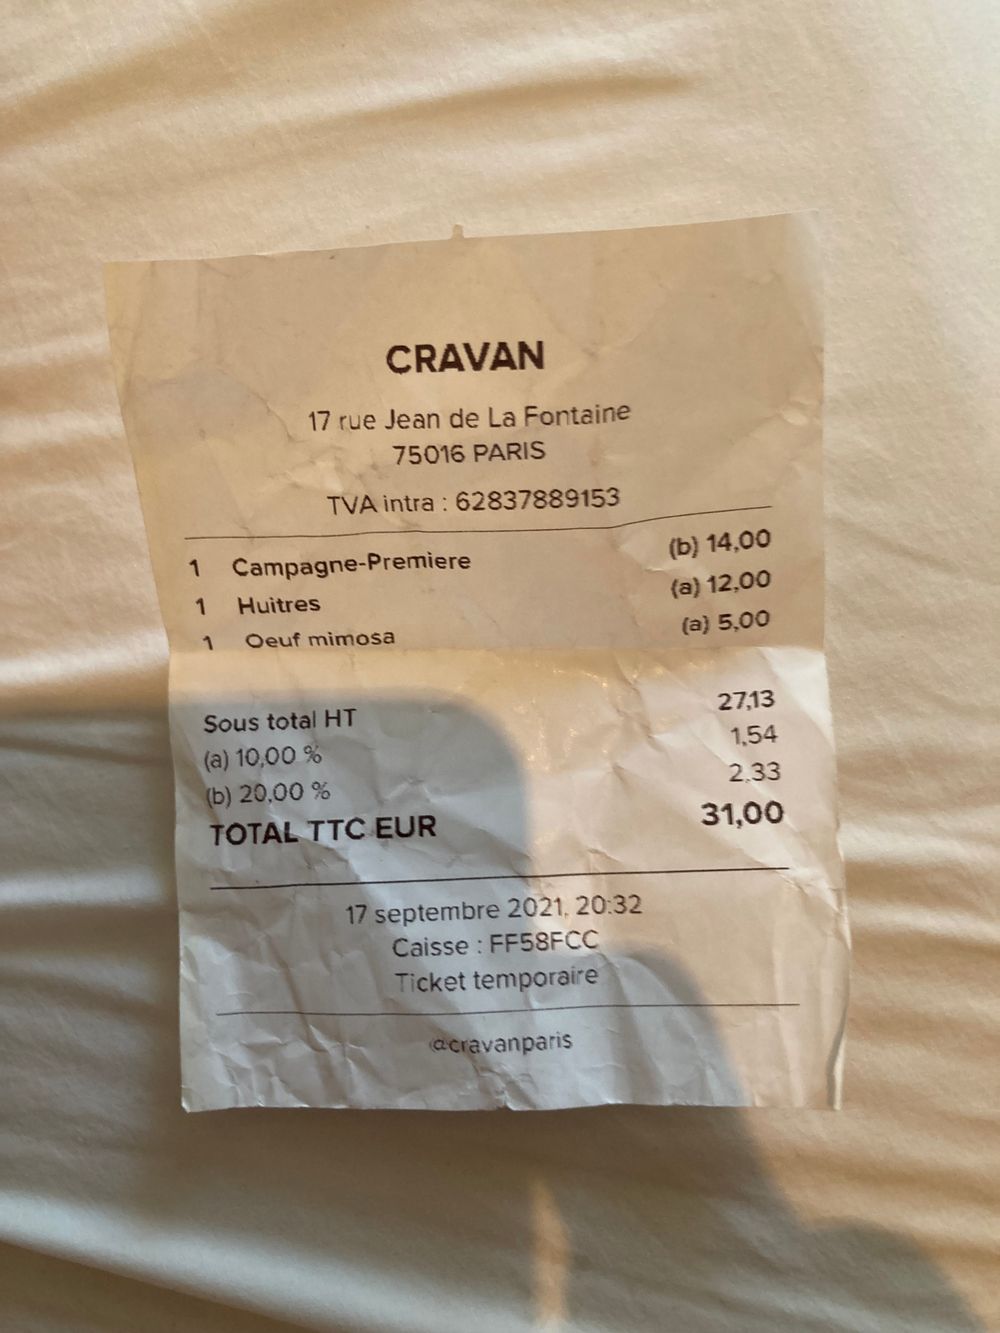 CRAVAN
17 rue Jean de La Fontaine
75016 PARIS
TVA intra : 62837889153
1 Campagne-Premiere (b) 14,00
1 Huitres (a) 12,00
1 Oeuf mimosa (a) 5,00
Sous total HT 27,13
(a) 10,00 % 1,54
(b) 20,00 % 2,33
TOTAL TTC EUR 31,00
17 septembre 2021, 20:32
Caisse : FF58FCC
Ticket temporaire
@cravanparis